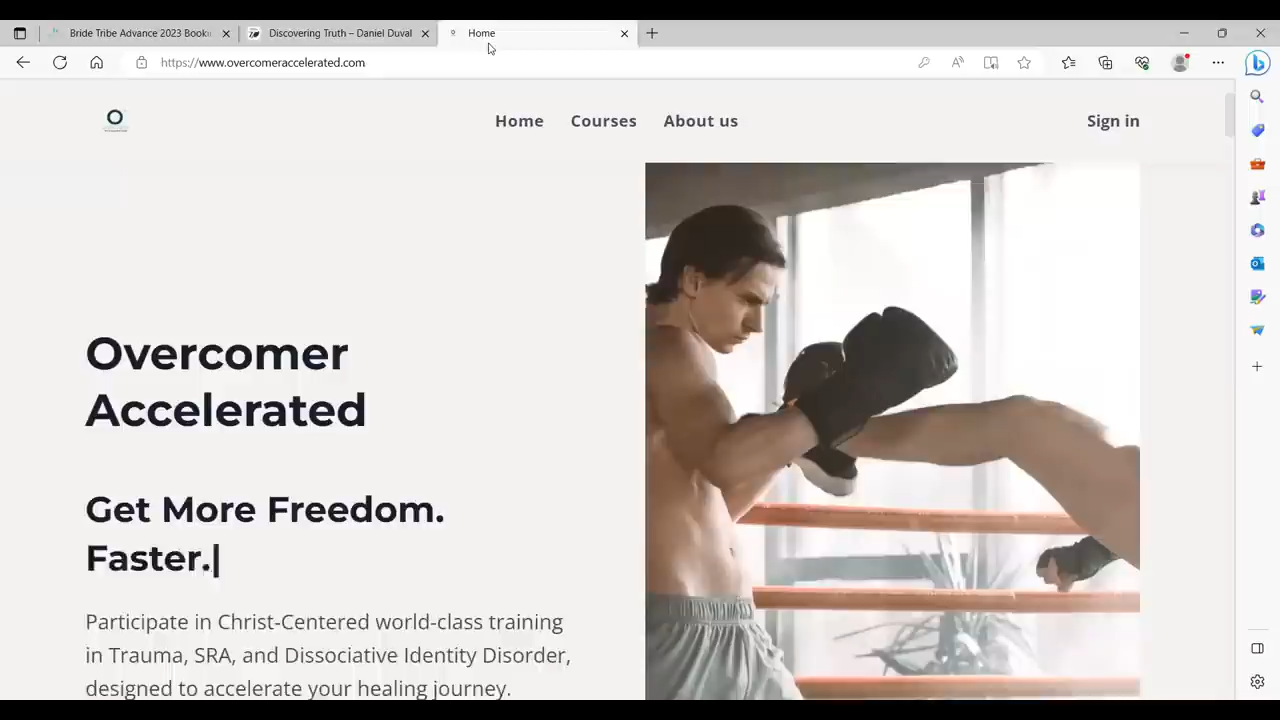 Bride Tribe Advance 2023 Booki
Discovering Truth – Daniel Duval
Home
https://www.overcomeraccelerated.com
Home
Courses
About us
Sign in
Overcomer
Accelerated
Get More Freedom.
Faster.|
Participate in Christ-Centered world-class training
in Trauma, SRA, and Dissociative Identity Disorder,
designed to accelerate your healing journey.